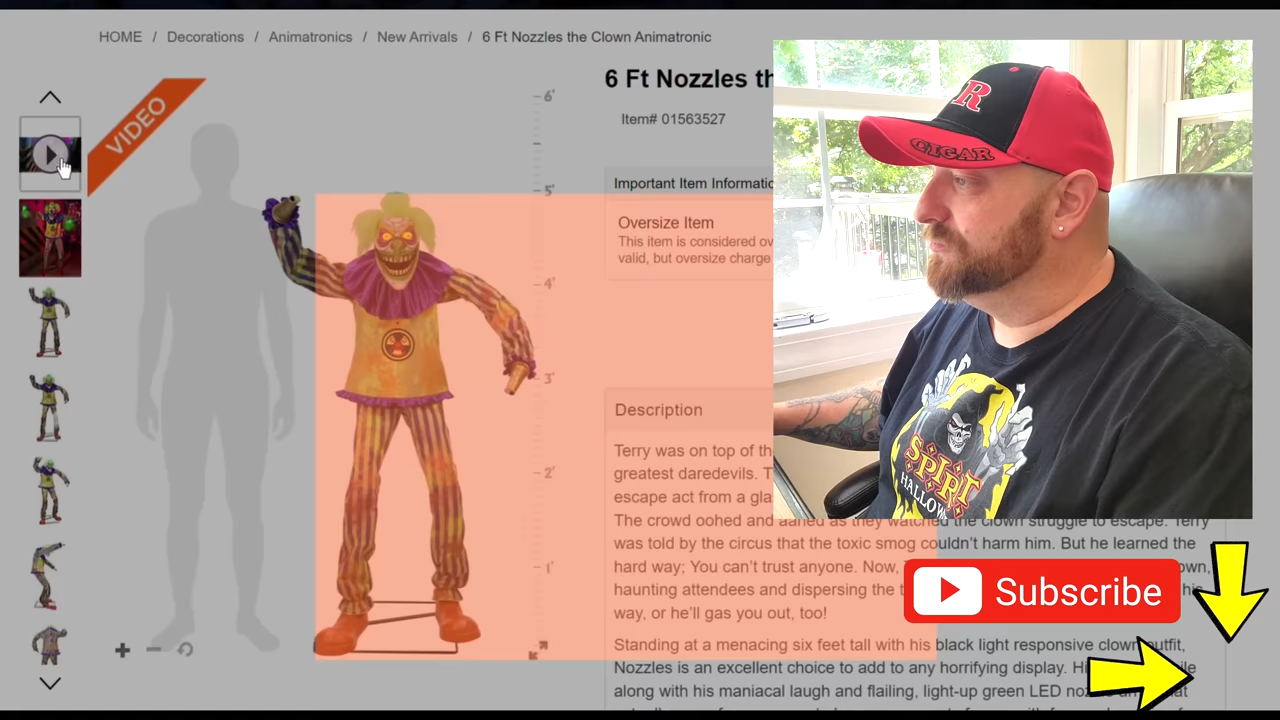 HOME / Decorations / Animatronics / New Arrivals / 6 Ft Nozzles the Clown Animatronic
VIDEO
6'
5'
4'
3'
2'
1'
6 Ft Nozzles th
Item# 01563527
Important Item Informatic
Oversize Item
This item is considered ov
valid, but oversize charge
Description
Terry was on top of th
greatest daredevils. T
escape act from a gla
The crowd oohed and aahed as they watched the clown struggle to escape. Terry
was told by the circus that the toxic smog couldn't harm him. But he learned the
hard way; You can't trust anyone. Now,
haunting attendees and dispersing the t
way, or he'll gas you out, too!
Standing at a menacing six feet tall with his black light responsive clown outfit,
Nozzles is an excellent choice to add to any horrifying display. Hi
along with his maniacal laugh and flailing, light-up green LED
R
CIGAR
SPIRIT
HALLOW
Subscribe